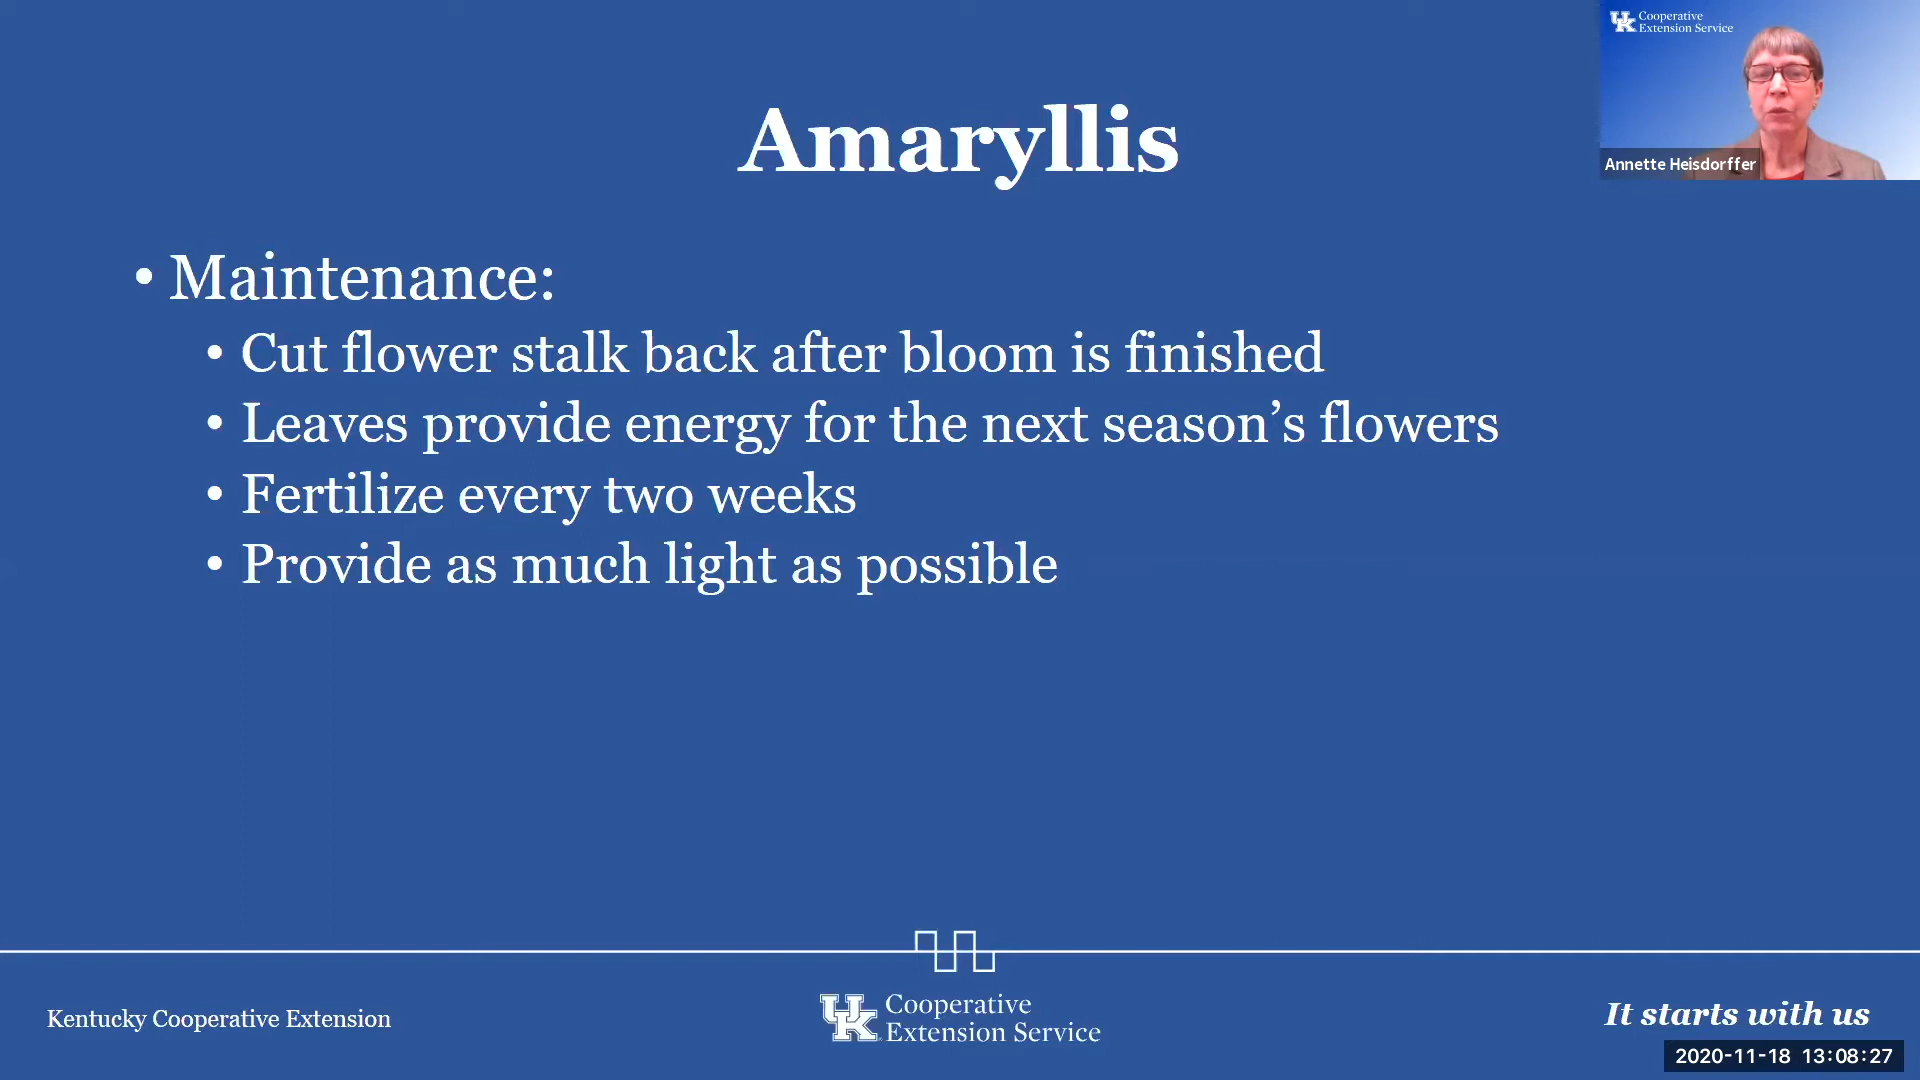 UK Cooperative
Extension Service
Annette Heisdorffer
Amaryllis
• Maintenance:
• Cut flower stalk back after bloom is finished
• Leaves provide energy for the next season’s flowers
• Fertilize every two weeks
• Provide as much light as possible
Kentucky Cooperative Extension
UK Cooperative
Extension Service
It starts with us
2020-11-18 13:08:27